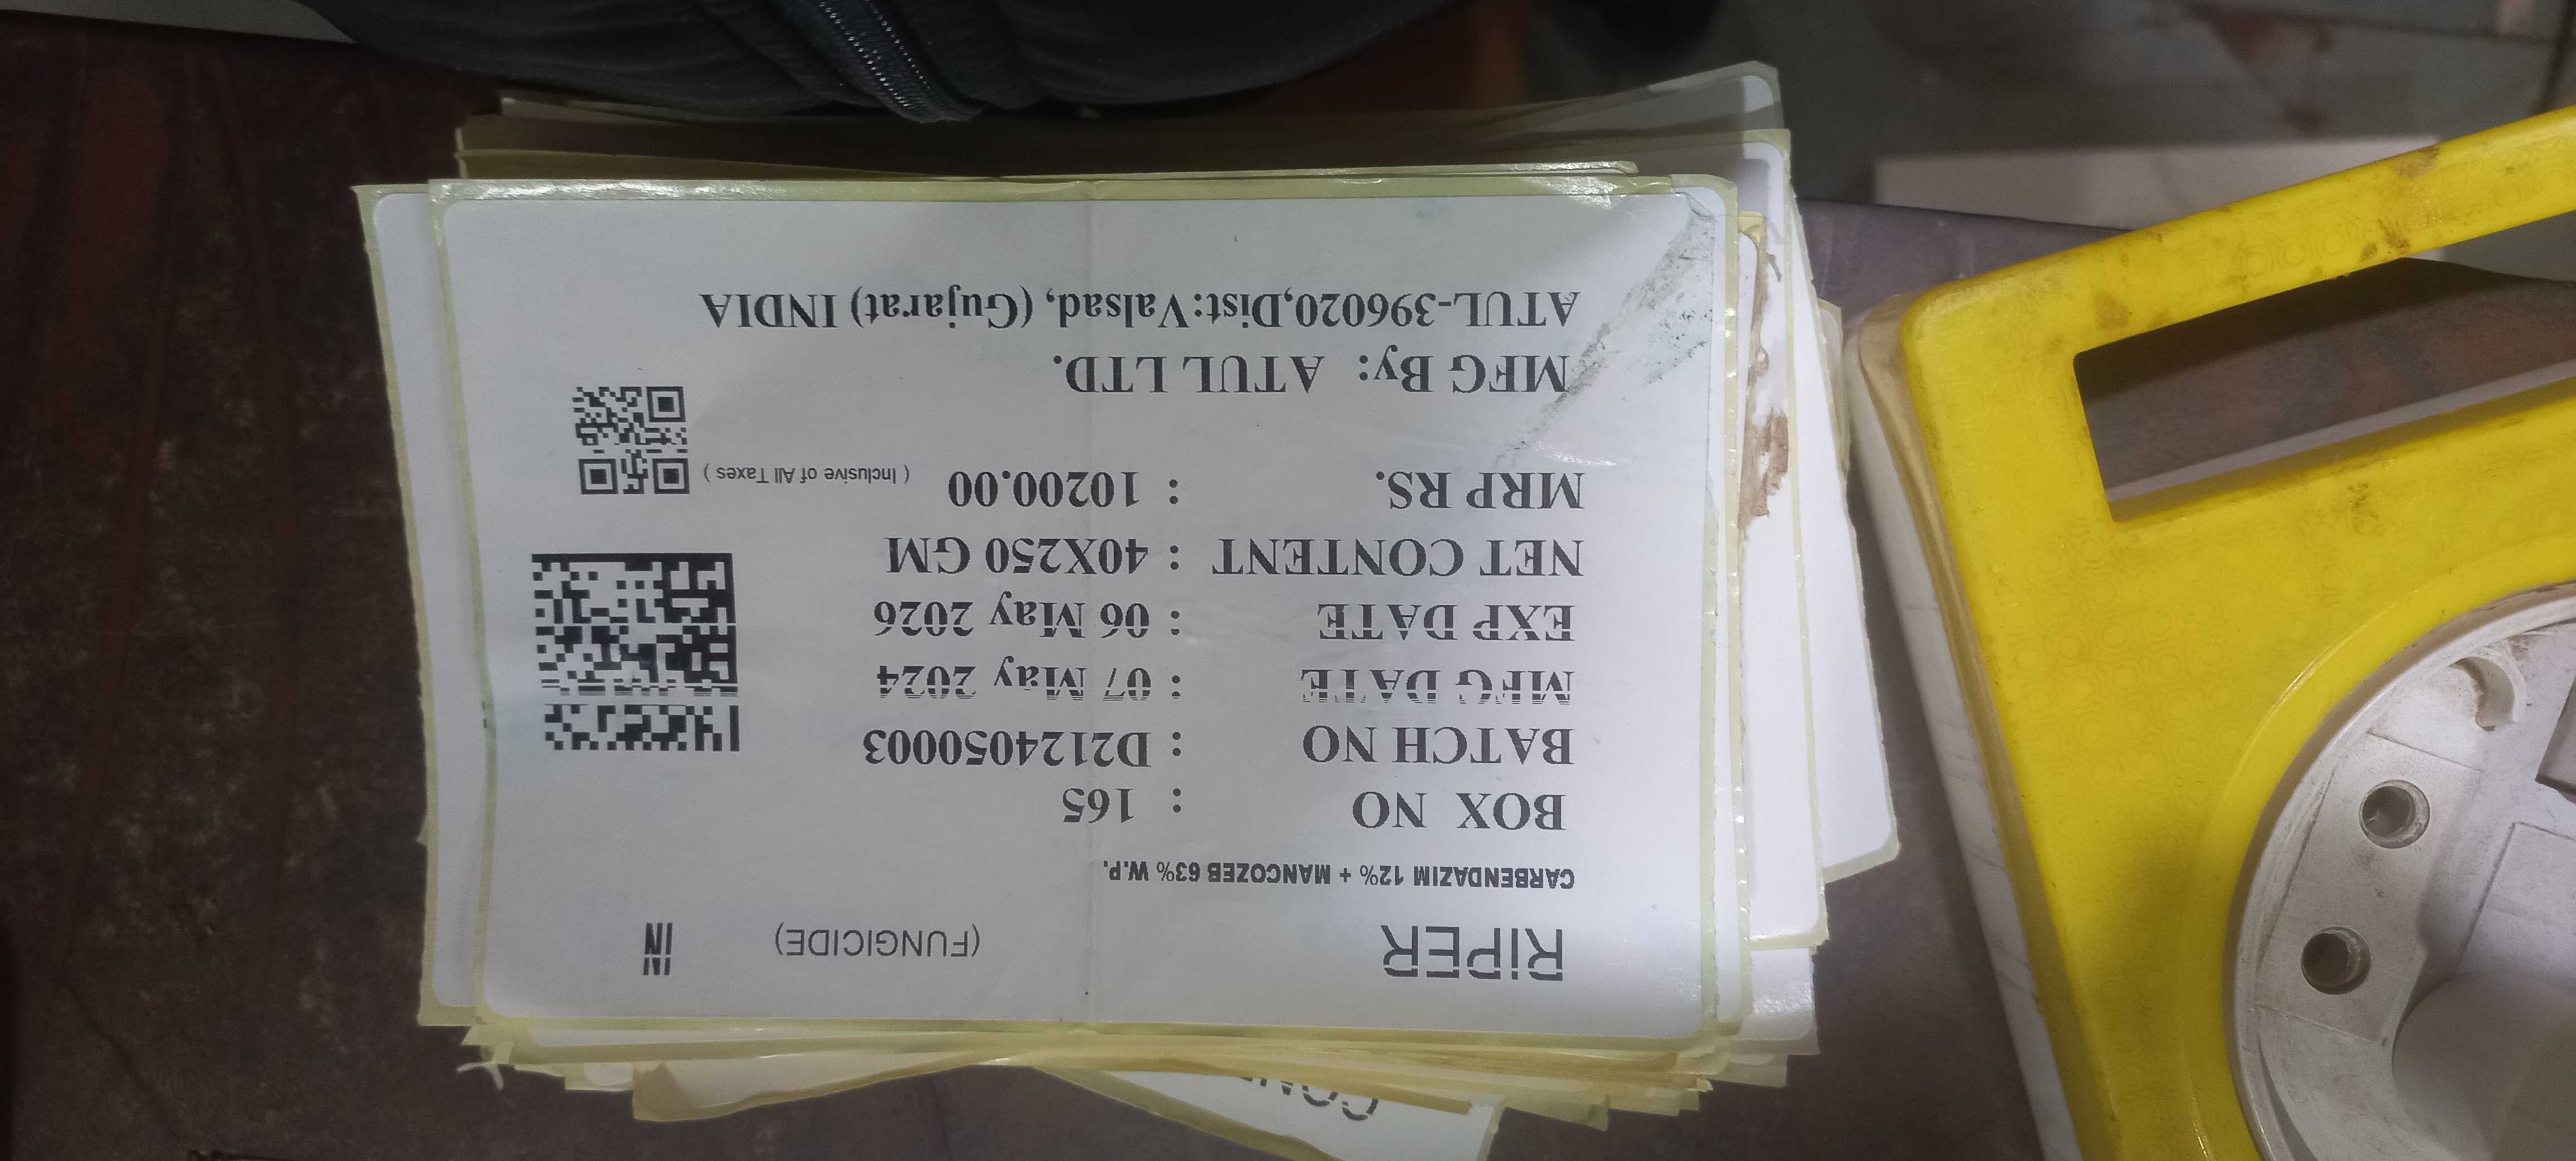 RiPER (FUNGICIDE) IN
CARBENDAZIM 12% + MANCOZEB 63% W.P.
BOX NO : 165
BATCH NO : D2124050003
MFG DATE : 07 May 2024
EXP DATE : 06 May 2026
NET CONTENT : 40X250 GM
MRP RS. : 10200.00 ( Inclusive of All Taxes )
MFG By: ATUL LTD.
ATUL-396020,Dist:Valsad, (Gujarat) INDIA